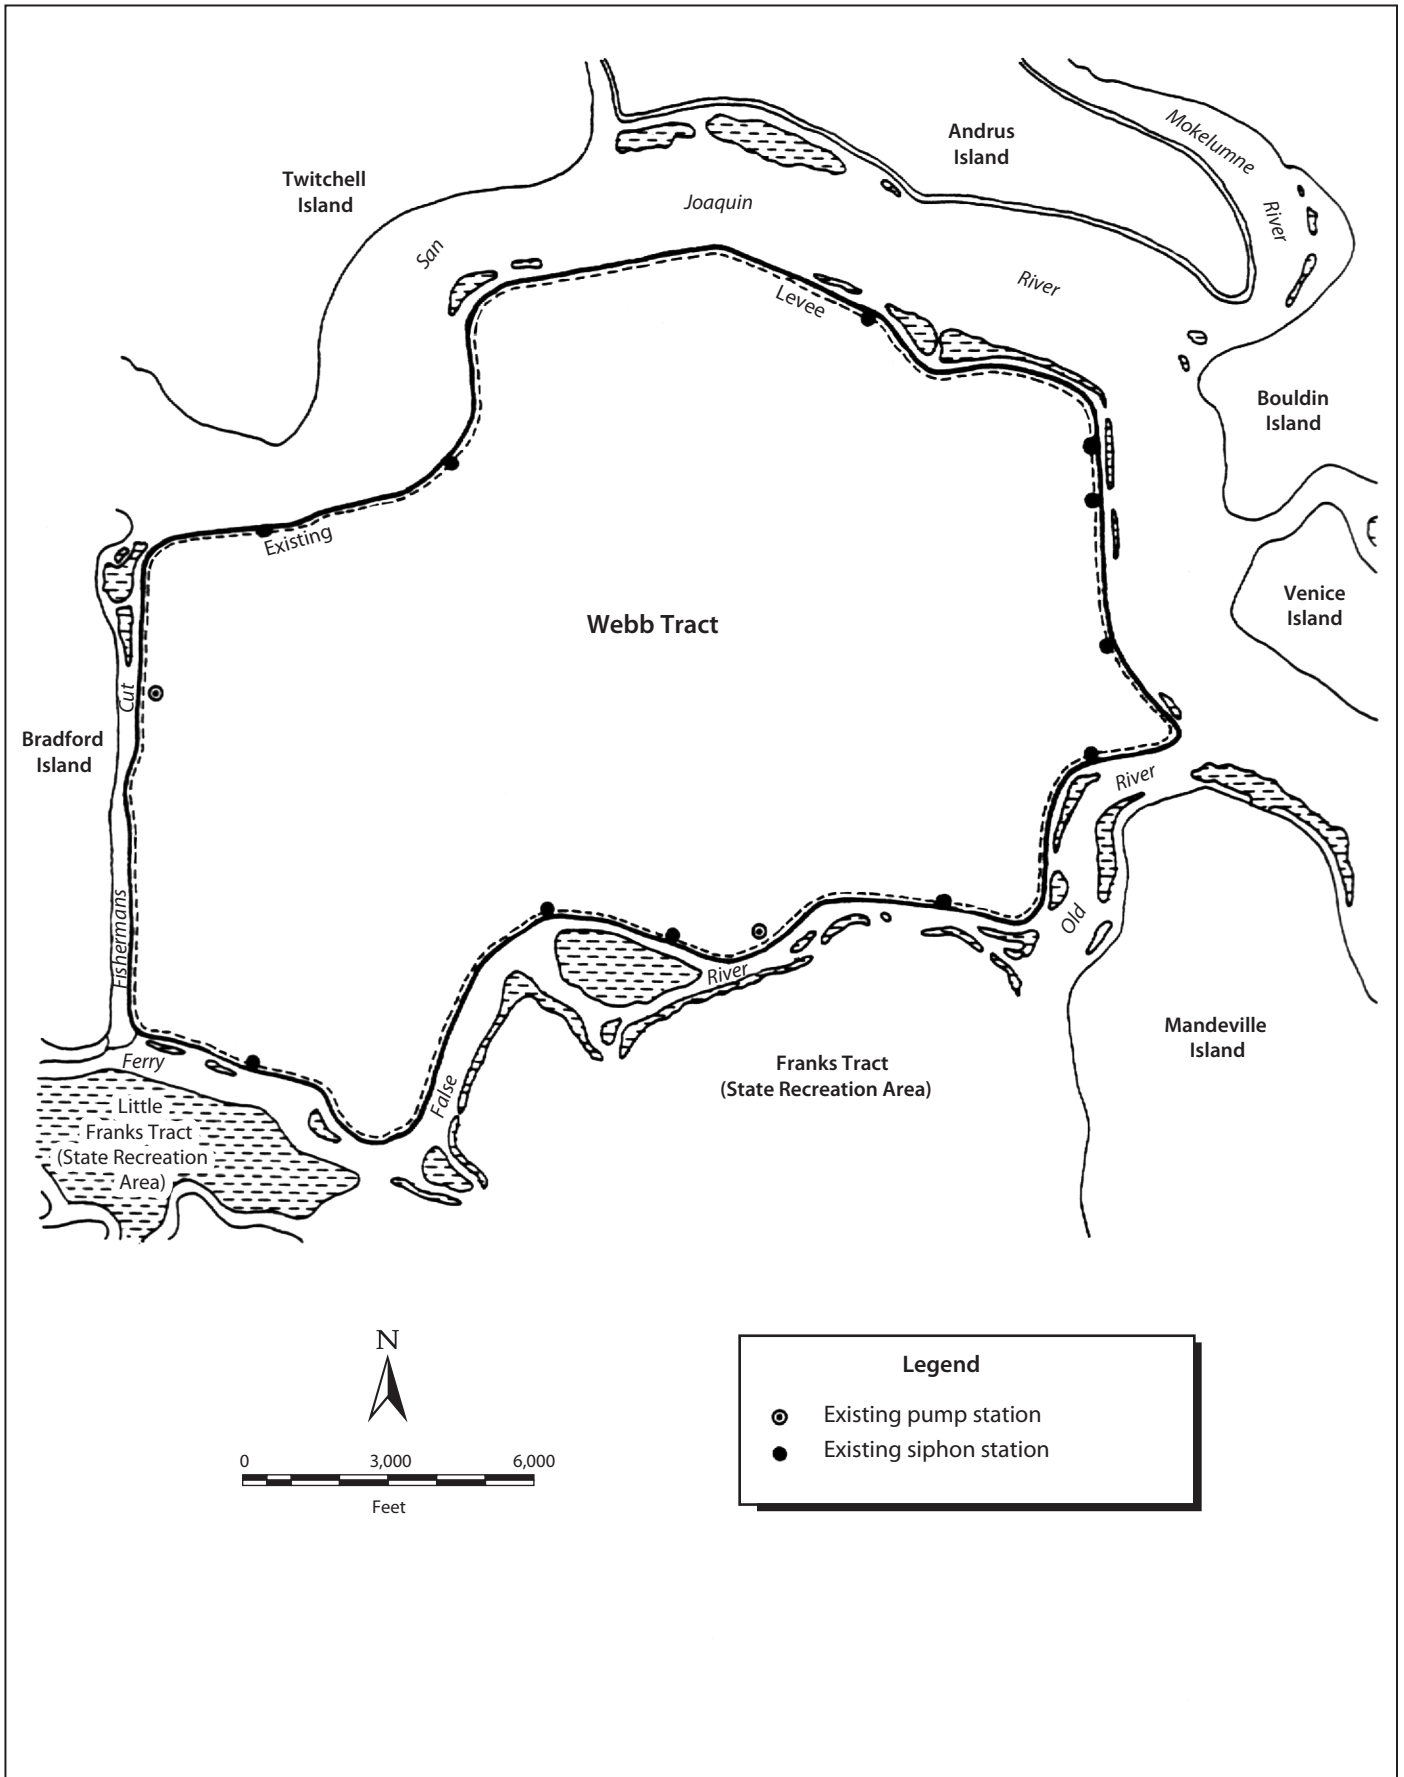 Andrus
Island
Mokelumne
River
Twitchell
Island
Joaquin
San
River
Levee
Bouldin
Island
Existing
Venice
Island
Webb Tract
Cut
Bradford
Island
River
Fishermans
Old
River
Mandeville
Island
Ferry
False
Franks Tract
(State Recreation Area)
Little
Franks Tract
(State Recreation
Area)
N
0 3,000 6,000
Feet
Legend
Existing pump station
Existing siphon station